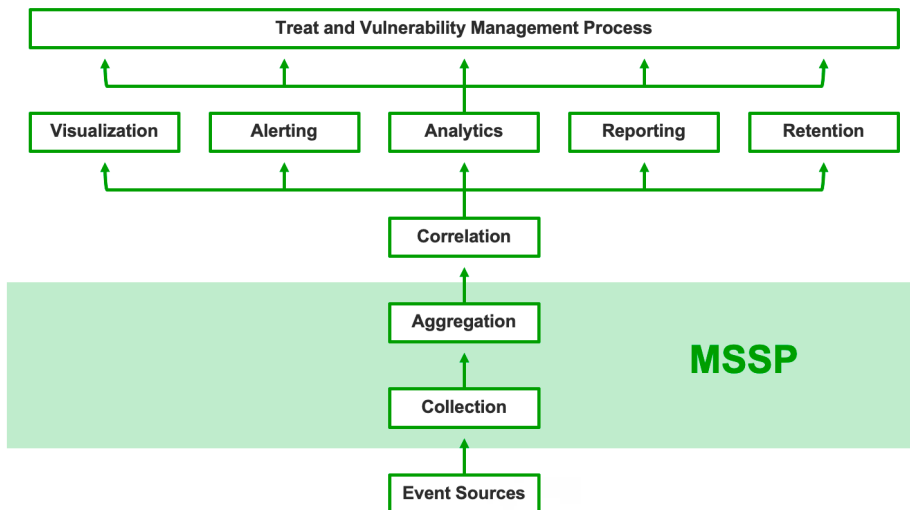 Treat and Vulnerability Management Process
Visualization
Alerting
Analytics
Reporting
Retention
Correlation
Aggregation
MSSP
Collection
Event Sources